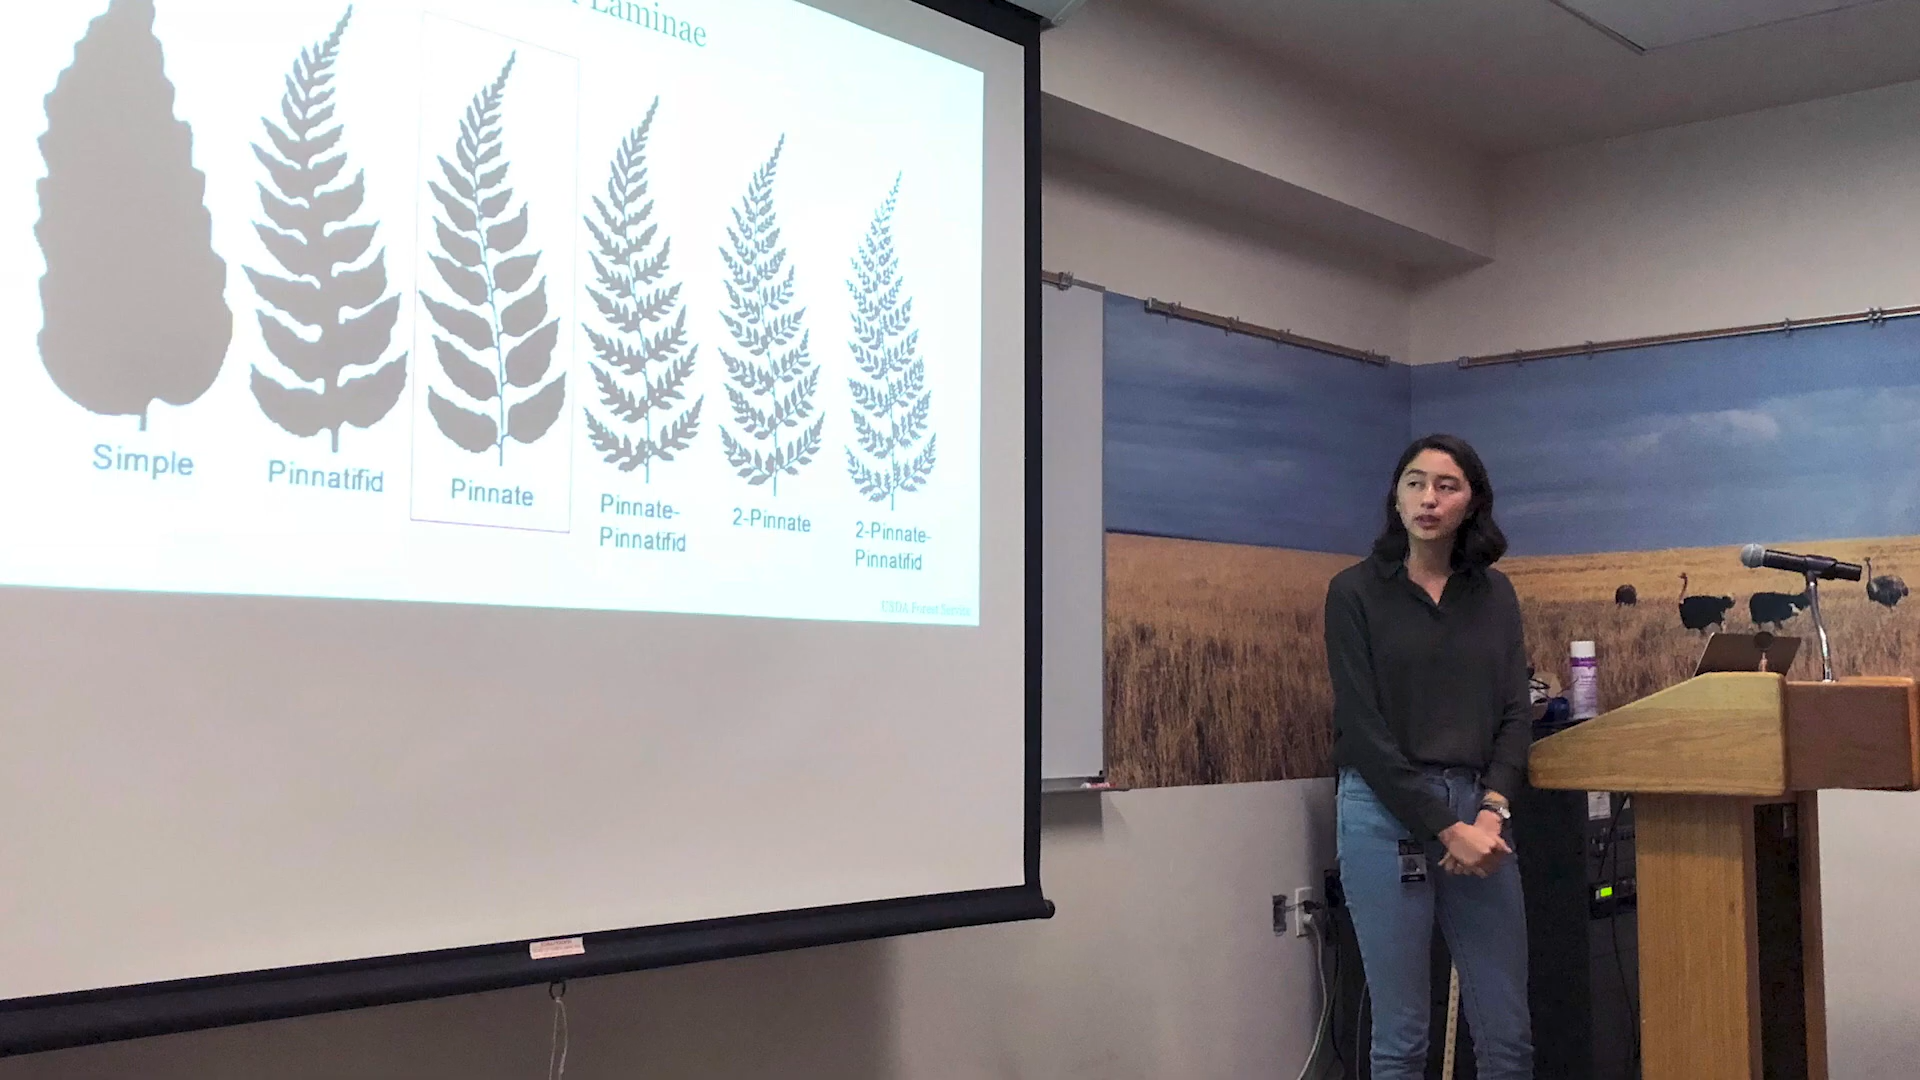 Laminae
Simple
Pinnatifid
Pinnate
Pinnate-
Pinnatifid
2-Pinnate
2-Pinnate-
Pinnatifid
USDA Forest Service